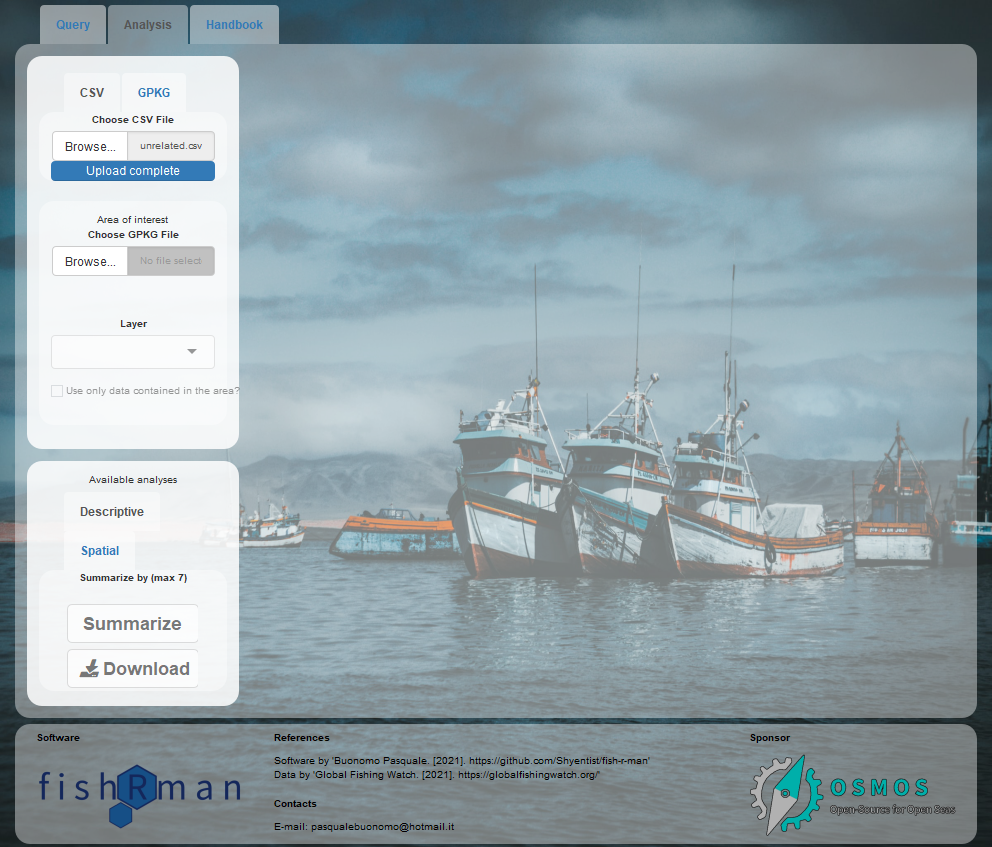 Query Analysis Handbook
CSV GPKG
Choose CSV File
Browse... unrelated.csv
Upload complete
Area of interest
Choose GPKG File
Browse... No file select
Layer
Use only data contained in the area?
Available analyses
Descriptive
Spatial
Summarize by (max 7)
Summarize
Download
Software
fishRman
References
Software by 'Buonomo Pasquale. [2021]. https://github.com/Shyentist/fish-r-man'
Data by 'Global Fishing Watch. [2021]. https://globalfishingwatch.org/'
Contacts
E-mail: pasqualebuonomo@hotmail.it
Sponsor
OSMOS
Open-Source for Open Seas